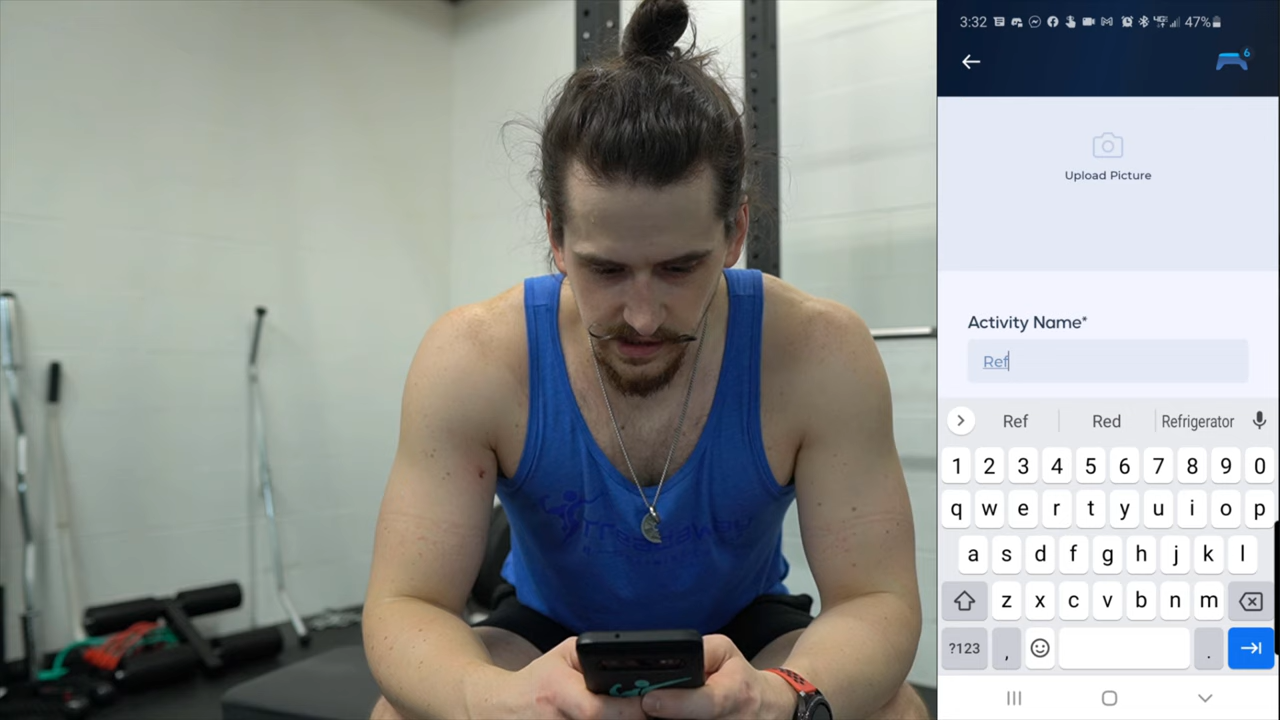 3:32 47%
6
Upload Picture
Activity Name*
Ref
Ref Red Refrigerator
1 2 3 4 5 6 7 8 9 0
q w e r t y u i o p
a s d f g h j k l
z x c v b n m
?123 , .